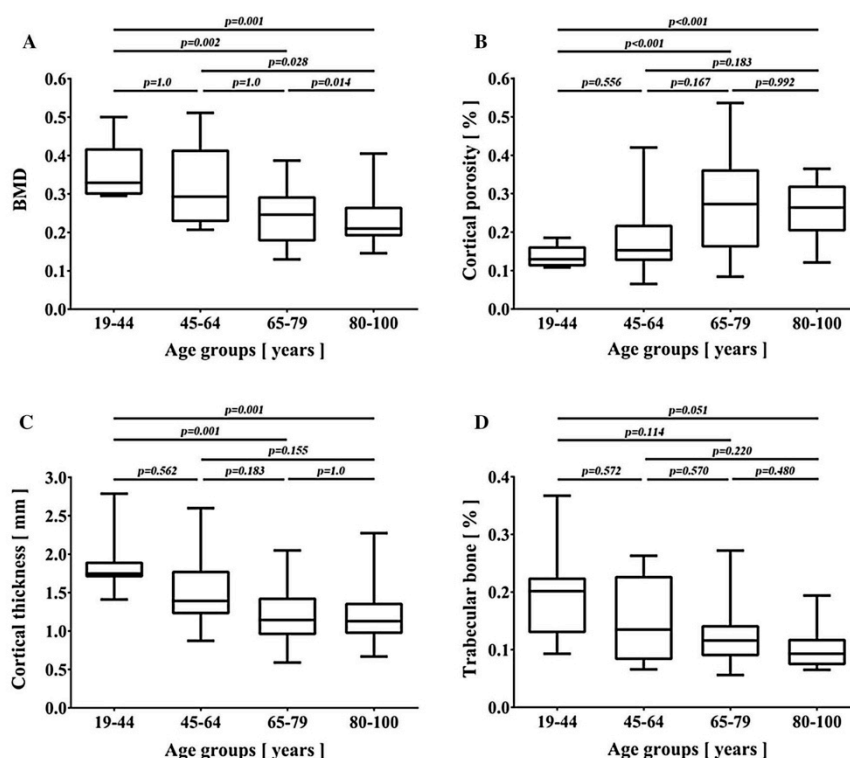 A
p=0.001
p=0.002
p=0.028
p=1.0 p=1.0 p=0.014
BMD
0.6
0.5
0.4
0.3
0.2
0.1
0.0
19-44 45-64 65-79 80-100
Age groups [ years ]
B
p<0.001
p<0.001
p=0.183
p=0.556 p=0.167 p=0.992
Cortical porosity [ % ]
0.6
0.5
0.4
0.3
0.2
0.1
0.0
19-44 45-64 65-79 80-100
Age groups [ years ]
C
p=0.001
p=0.001
p=0.155
p=0.562 p=0.183 p=1.0
Cortical thickness [ mm ]
3.0
2.5
2.0
1.5
1.0
0.5
0.0
19-44 45-64 65-79 80-100
Age groups [ years ]
D
p=0.051
p=0.114
p=0.220
p=0.572 p=0.570 p=0.480
Trabecular bone [ % ]
0.4
0.3
0.2
0.1
0.0
19-44 45-64 65-79 80-100
Age groups [ years ]